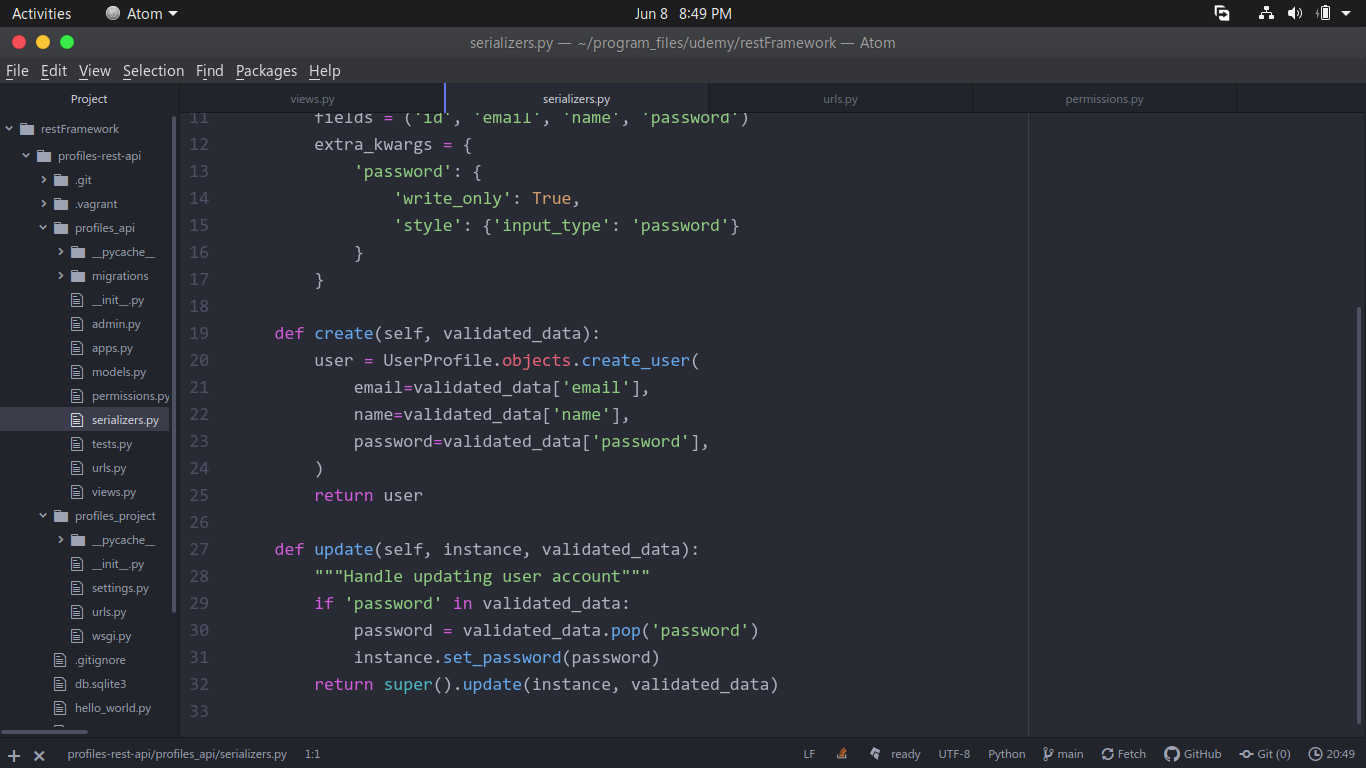 Activities Atom Jun 8 8:49 PM
serializers.py — ~/program_files/udemy/restFramework — Atom
File Edit View Selection Find Packages Help
Project views.py serializers.py urls.py permissions.py
restFramework
profiles-rest-api
.git
.vagrant
profiles_api
__pycache__
migrations
__init__.py
admin.py
apps.py
models.py
permissions.py
serializers.py
tests.py
urls.py
views.py
profiles_project
__pycache__
__init__.py
settings.py
urls.py
wsgi.py
.gitignore
db.sqlite3
hello_world.py
11 fields = ('id', 'email', 'name', 'password')
12 extra_kwargs = {
13 'password': {
14 'write_only': True,
15 'style': {'input_type': 'password'}
16 }
17 }
18
19 def create(self, validated_data):
20 user = UserProfile.objects.create_user(
21 email=validated_data['email'],
22 name=validated_data['name'],
23 password=validated_data['password'],
24 )
25 return user
26
27 def update(self, instance, validated_data):
28 """Handle updating user account"""
29 if 'password' in validated_data:
30 password = validated_data.pop('password')
31 instance.set_password(password)
32 return super().update(instance, validated_data)
33
profiles-rest-api/profiles_api/serializers.py 1:1 LF ready UTF-8 Python main Fetch GitHub Git (0) 20:49